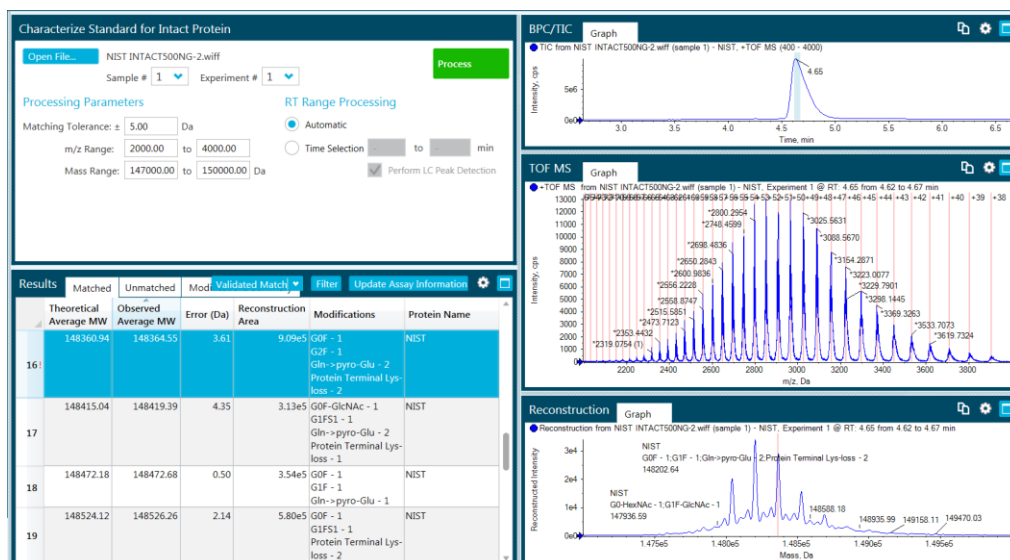 Characterize Standard for Intact Protein
Open File... NIST INTACT500NG-2.wiff
Process
Sample # 1 Experiment # 1
Processing Parameters
Matching Tolerance: ± 5.00 Da
m/z Range: 2000.00 to 4000.00
Mass Range: 147000.00 to 150000.00 Da
RT Range Processing
Automatic
Time Selection - to - min
Perform LC Peak Detection
Results Matched Unmatched Modi Validated Match Filter Update Assay Information
Theoretical Average MW Observed Average MW Error (Da) Reconstruction Area Modifications Protein Name
16 148360.94 148364.55 3.61 9.09e5 G0F - 1 NIST
G2F - 1
Gln->pyro-Glu - 2
Protein Terminal Lys-
loss - 2
17 148415.04 148419.39 4.35 3.13e5 G0F-GlcNAc - 1 NIST
G1FS1 - 1
Gln->pyro-Glu - 2
Protein Terminal Lys-
loss - 1
18 148472.18 148472.68 0.50 3.54e5 G0F - 1 NIST
G1F - 1
Gln->pyro-Glu - 1
19 148524.12 148526.26 2.14 5.80e5 G0F - 1 NIST
G1FS1 - 1
Protein Terminal Lys-
loss - 2
BPC/TIC Graph
TIC from NIST INTACT500NG-2.wiff (sample 1) - NIST, +TOF MS (400 - 4000)
Intensity, cps
5e6
0e0
4.65
3.0 3.5 4.0 4.5 5.0 5.5 6.0 6.5
Time, min
TOF MS Graph
+TOF MS from NIST INTACT500NG-2.wiff (sample 1) - NIST, Experiment 1 @ RT: 4.65 from 4.62 to 4.67 min
Intensity, cps
13000
12000
11000
10000
9000
8000
7000
6000
5000
4000
3000
2000
1000
0
+52 +51 +50 +49 +48 +47 +46 +45 +44 +43 +42 +41 +40 +39 +38
*2800.2954
*2748.4599
*2698.4836
*2650.2843
*2600.9836
*2556.2228
*2558.8747
*2515.5851
*2473.7123
*2353.4432
*2319.0754 (1)
*3025.5631
*3088.5670
*3154.2871
*3223.0077
*3229.7901
*3298.1445
*3369.3263
*3533.7073
*3619.7324
2200 2400 2600 2800 3000 3200 3400 3600 3800
m/z, Da
Reconstruction Graph
Reconstruction from NIST INTACT500NG-2.wiff (sample 1) - NIST, Experiment 1 @ RT: 4.65 from 4.62 to 4.67 min
Reconstructed Intensity
3e4
2e4
1e4
0e0
NIST
G0F - 1;G1F - 1;Gln->pyro-Glu - 2;Protein Terminal Lys-loss - 2
148202.64
NIST
G0-HexNAc - 1;G1F-GlcNAc - 1
147936.59
148588.18
148935.99
149158.11
149470.03
1.475e5 1.480e5 1.485e5 1.490e5 1.495e5
Mass, Da